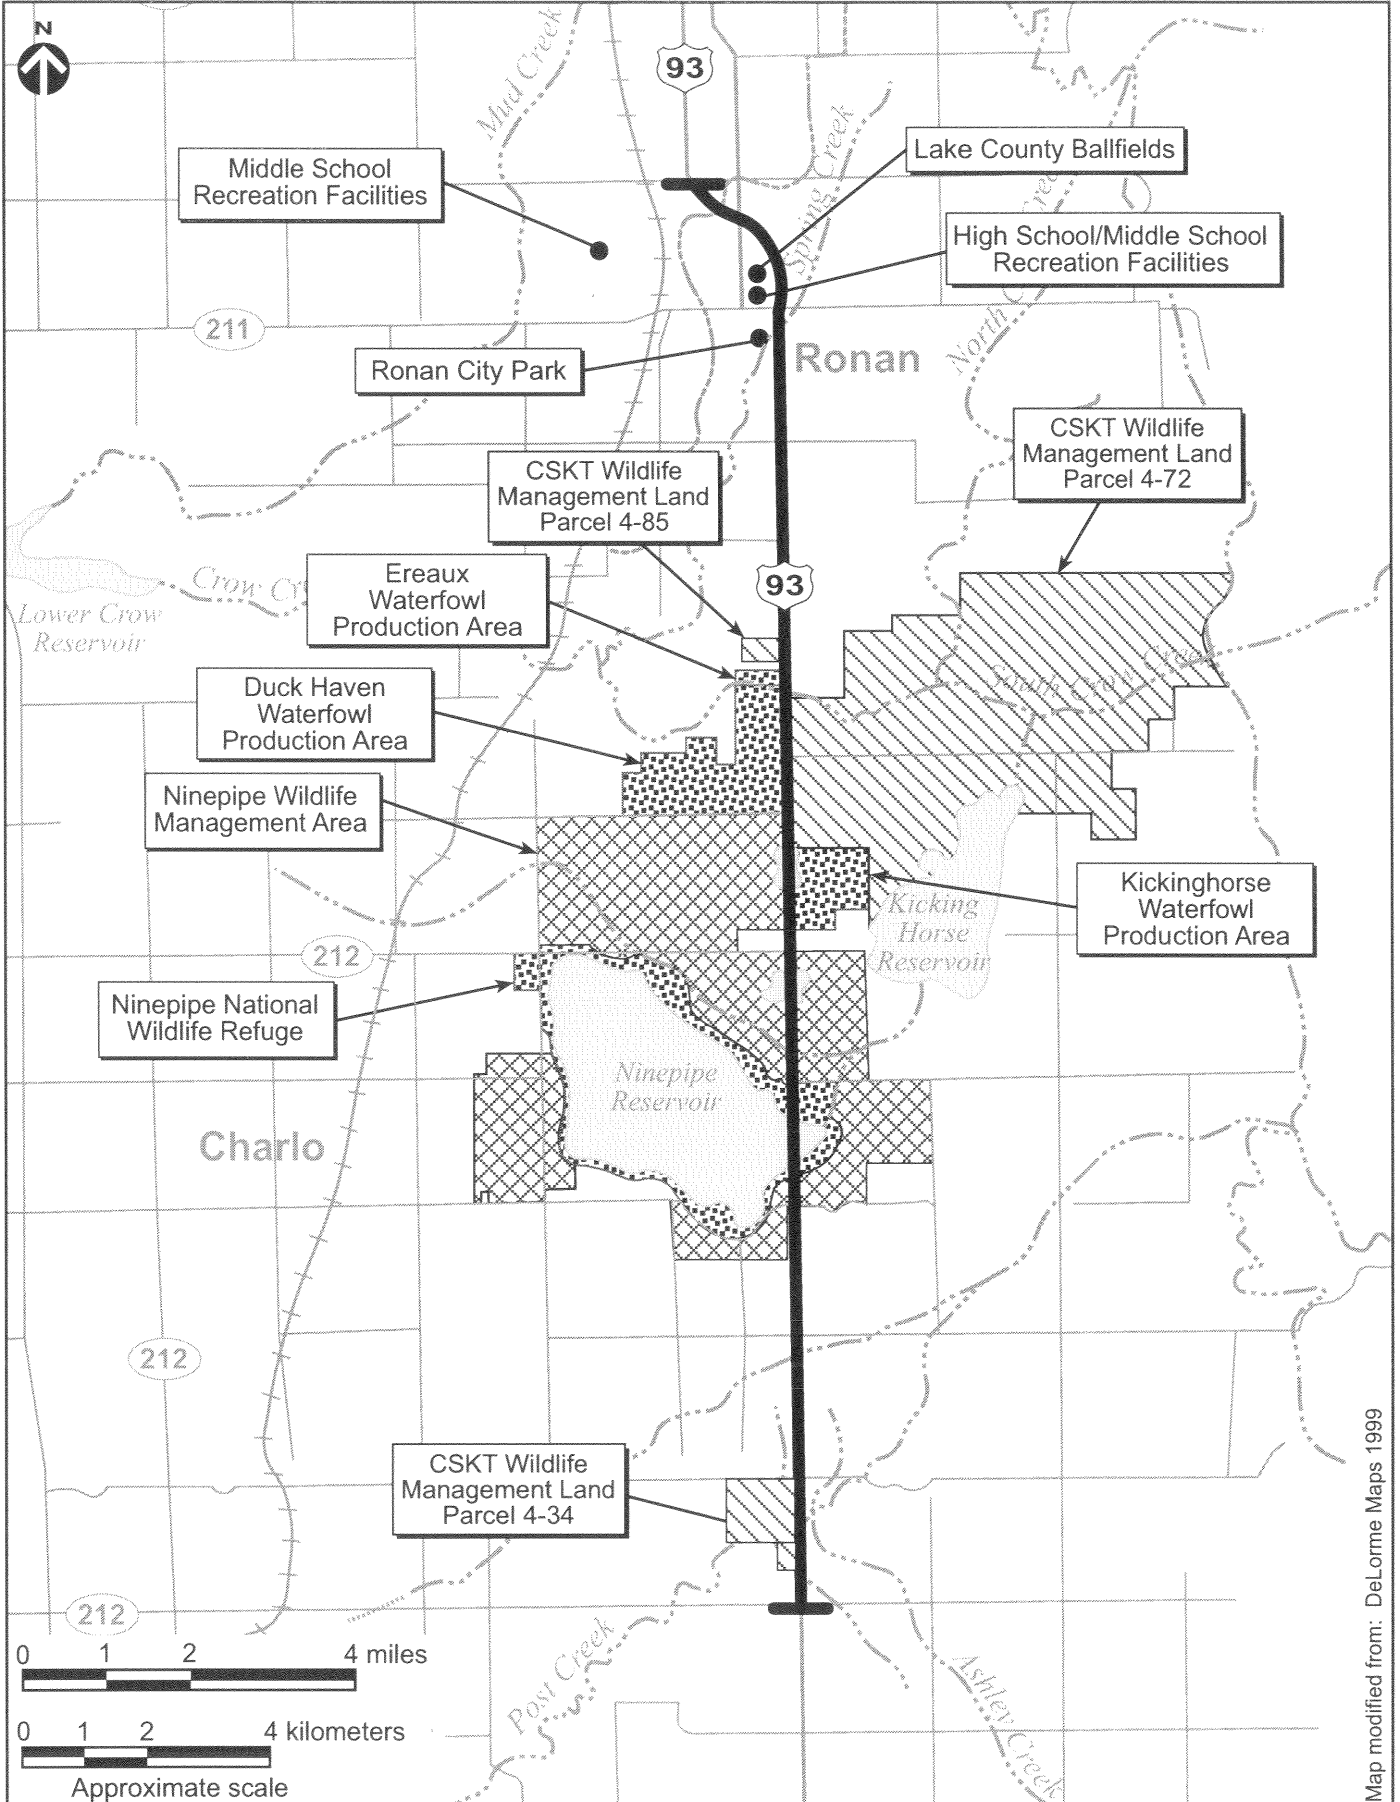 N
Mud Creek
93
Spring Creek
Lake County Ballfields
Middle School
Recreation Facilities
High School/Middle School
Recreation Facilities
211
Ronan City Park
Ronan
CSKT Wildlife
Management Land
Parcel 4-72
CSKT Wildlife
Management Land
Parcel 4-85
93
Ereaux
Waterfowl
Production Area
Lower Crow
Reservoir
South Crow Creek
Duck Haven
Waterfowl
Production Area
Ninepipe Wildlife
Management Area
Kickinghorse
Waterfowl
Production Area
Kicking
Horse
Reservoir
212
Ninepipe National
Wildlife Refuge
Ninepipe
Reservoir
Charlo
212
CSKT Wildlife
Management Land
Parcel 4-34
212
0 1 2 4 miles
0 1 2 4 kilometers
Approximate scale
Post Creek
Ashley Creek
Map modified from: DeLorme Maps 1999